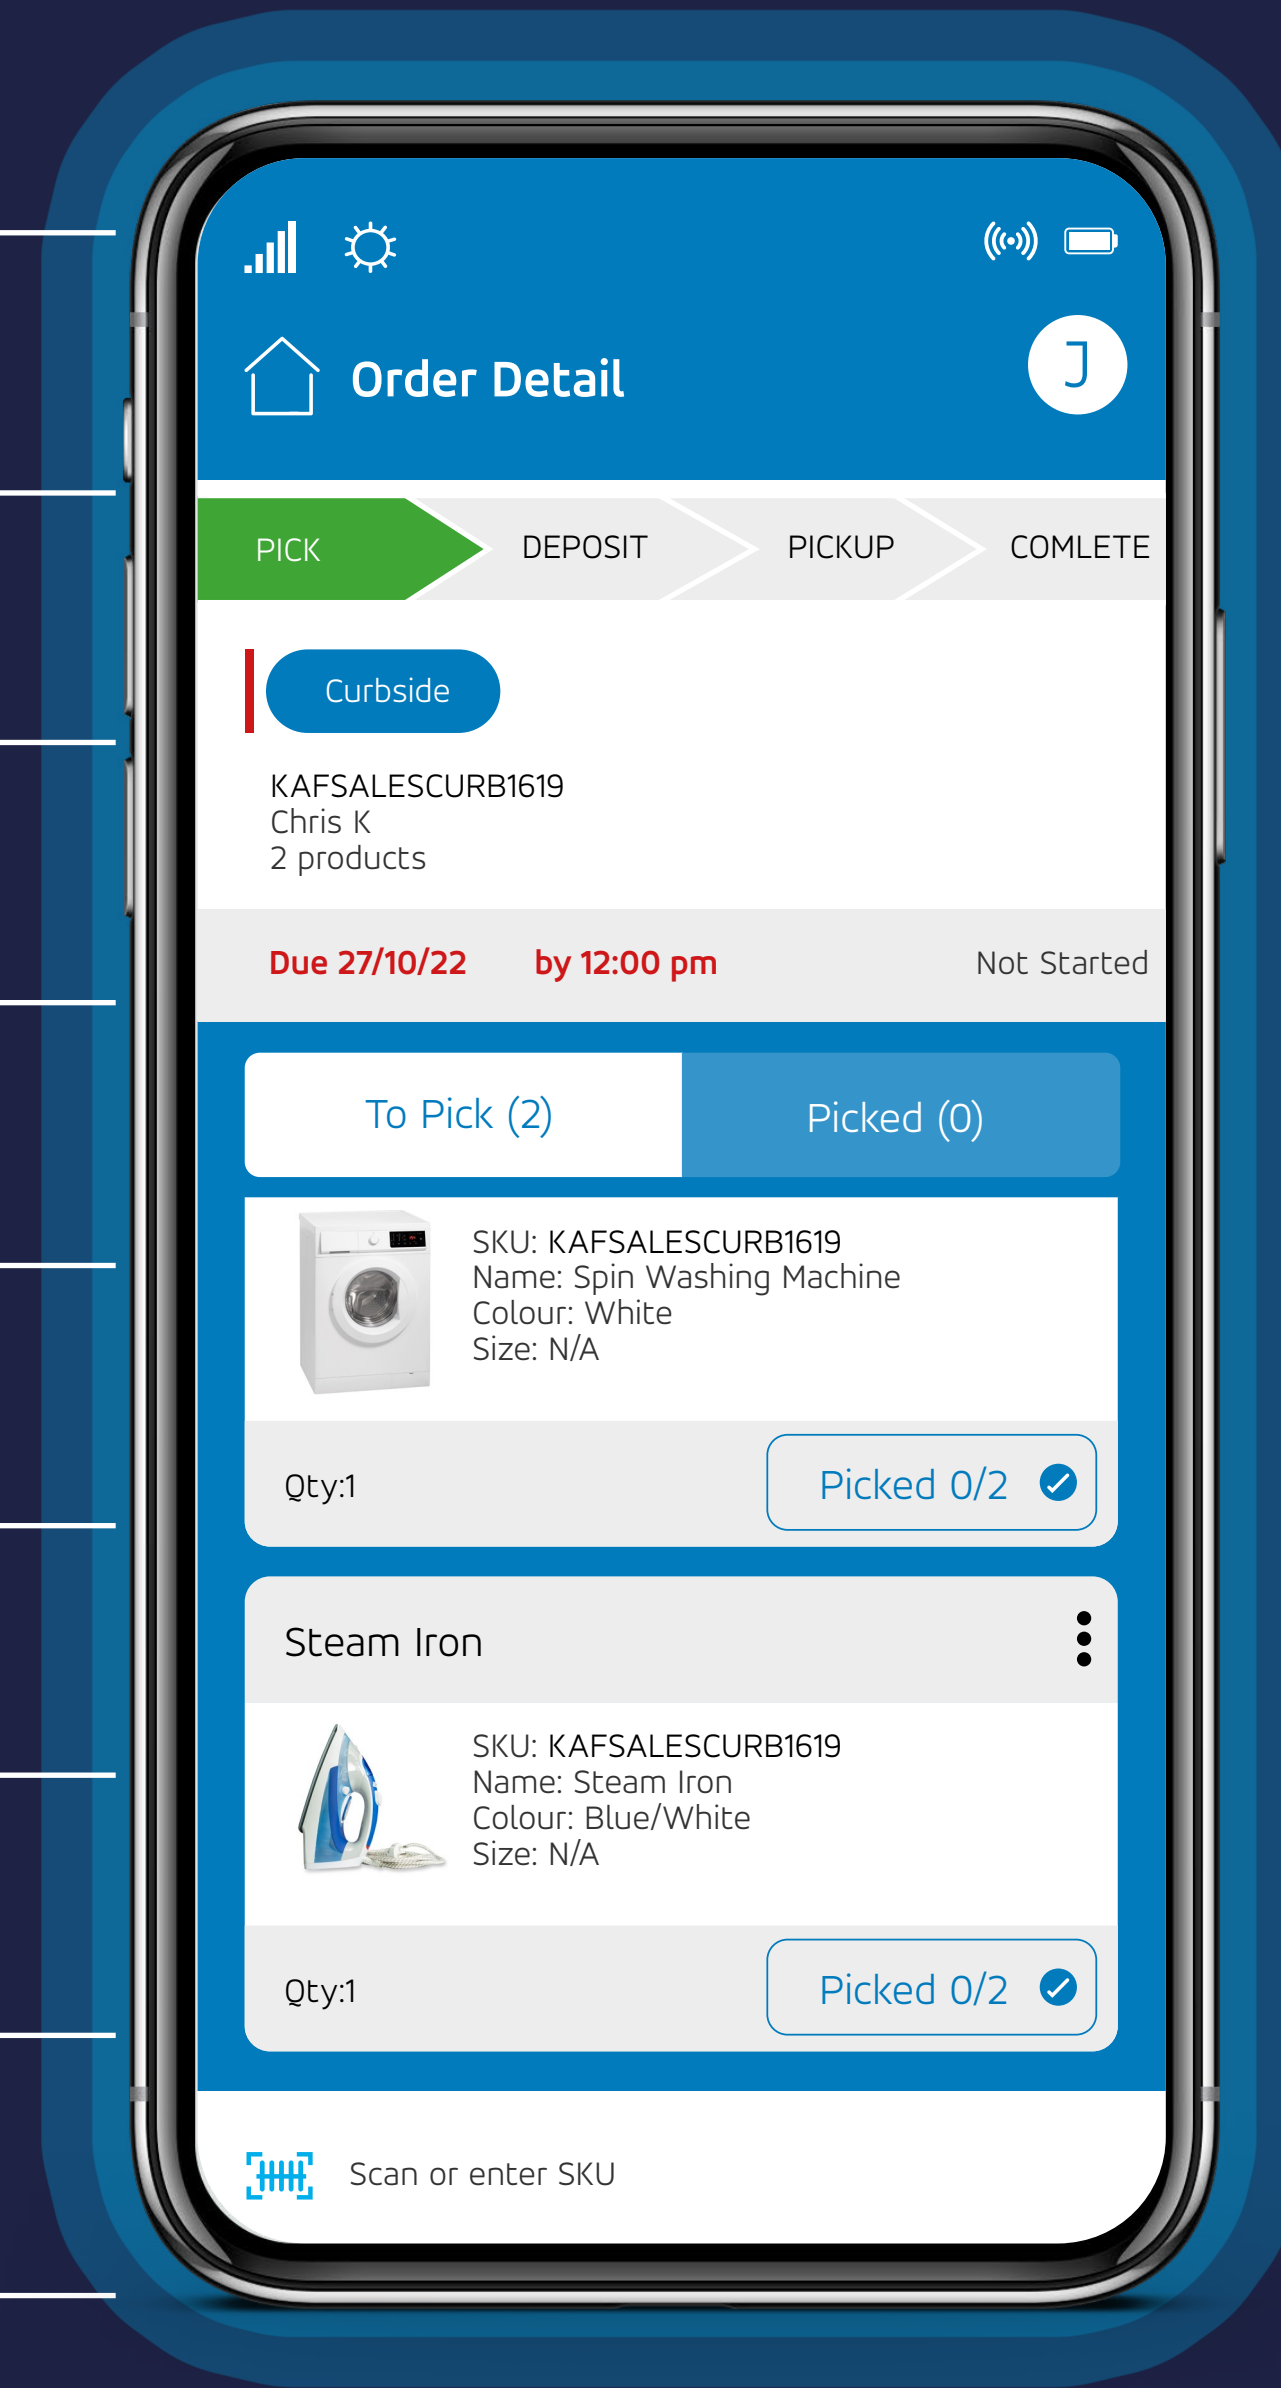 Order Detail
J
PICK
DEPOSIT
PICKUP
COMLETE
Curbside
KAFSALESCURB1619
Chris K
2 products
Due 27/10/22 by 12:00 pm
Not Started
To Pick (2)
Picked (0)
SKU: KAFSALESCURB1619
Name: Spin Washing Machine
Colour: White
Size: N/A
Qty:1
Picked 0/2
Steam Iron
SKU: KAFSALESCURB1619
Name: Steam Iron
Colour: Blue/White
Size: N/A
Qty:1
Picked 0/2
Scan or enter SKU